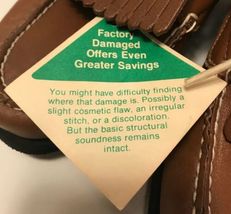 Factory
Damaged
Offers Even
Greater Savings
You might have difficulty finding
where that damage is. Possibly a
slight cosmetic flaw, an irregular
stitch, or a discoloration.
But the basic structural
soundness remains
intact.